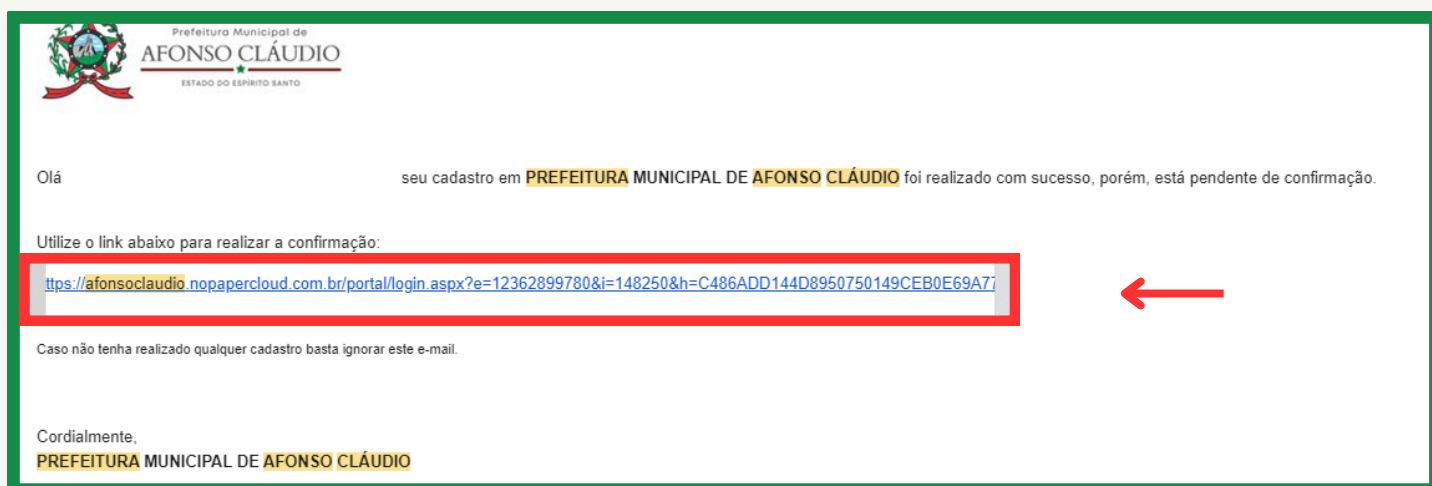 Prefeitura Municipal de
AFONSO CLÁUDIO
ESTADO DO ESPÍRITO SANTO
Olá seu cadastro em PREFEITURA MUNICIPAL DE AFONSO CLÁUDIO foi realizado com sucesso, porém, está pendente de confirmação.
Utilize o link abaixo para realizar a confirmação:
ttps://afonsoclaudio.nopapercloud.com.br/portal/login.aspx?e=12362899780&i=148250&h=C486ADD144D8950750149CEB0E69A77
Caso não tenha realizado qualquer cadastro basta ignorar este e-mail.
Cordialmente,
PREFEITURA MUNICIPAL DE AFONSO CLÁUDIO